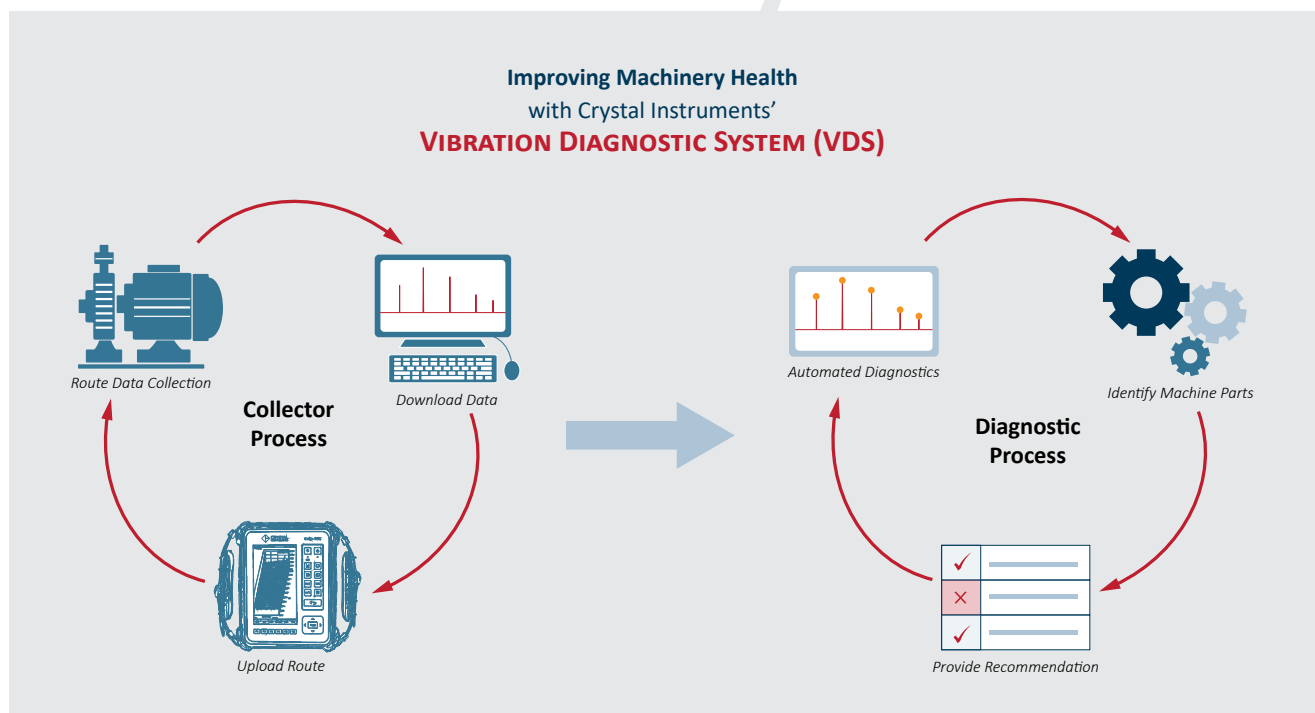 Improving Machinery Health
with Crystal Instruments’
VIBRATION DIAGNOSTIC SYSTEM (VDS)
Route Data Collection
Download Data
Collector
Process
Upload Route
Automated Diagnostics
Identify Machine Parts
Diagnostic
Process
Provide Recommendation